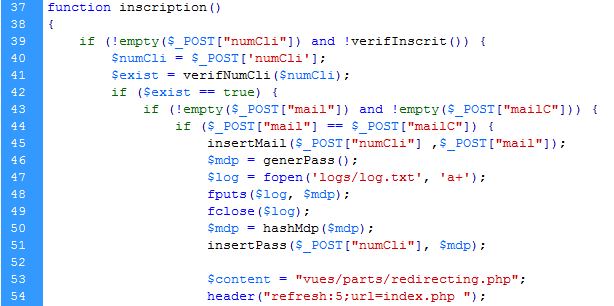 37 function inscription()
38 {
39 if (!empty($_POST["numCli"]) and !verifInscrit()) {
40 $numCli = $_POST['numCli'];
41 $exist = verifNumCli($numCli);
42 if ($exist == true) {
43 if (!empty($_POST["mail"]) and !empty($_POST["mailC"])) {
44 if ($_POST["mail"] == $_POST["mailC"]) {
45 insertMail($_POST["numCli"] ,$_POST["mail"]);
46 $mdp = generPass();
47 $log = fopen('logs/log.txt', 'a+');
48 fputs($log, $mdp);
49 fclose($log);
50 $mdp = hashMdp($mdp);
51 insertPass($_POST["numCli"], $mdp);
52
53 $content = "vues/parts/redirecting.php";
54 header("refresh:5;url=index.php ");